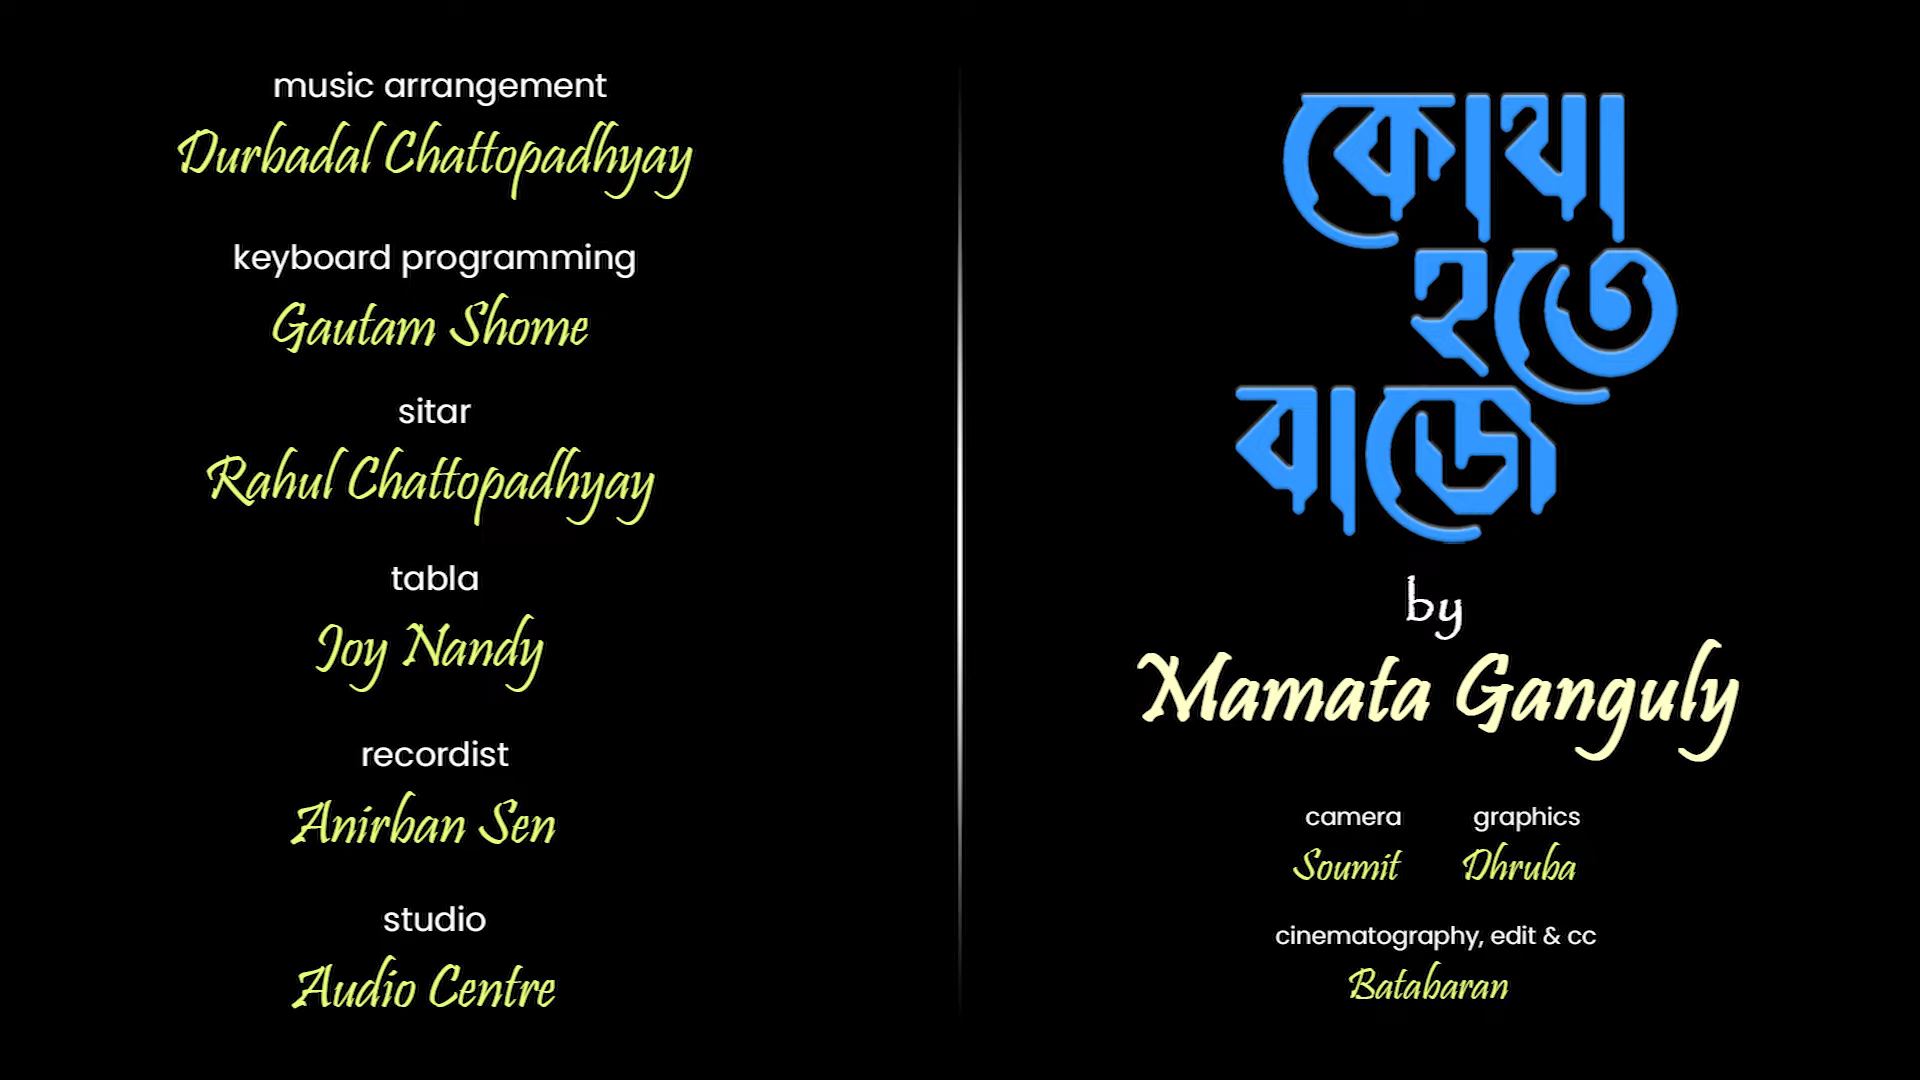 music arrangement
Durbadal Chattopadhyay
keyboard programming
Gautam Shome
sitar
Rahul Chattopadhyay
tabla
Joy Nandy
recordist
Anirban Sen
studio
Audio Centre
কোথা
হতে
বাজে
by
Mamata Ganguly
camera graphics
Soumit Dhruba
cinematography, edit & cc
Batabaran